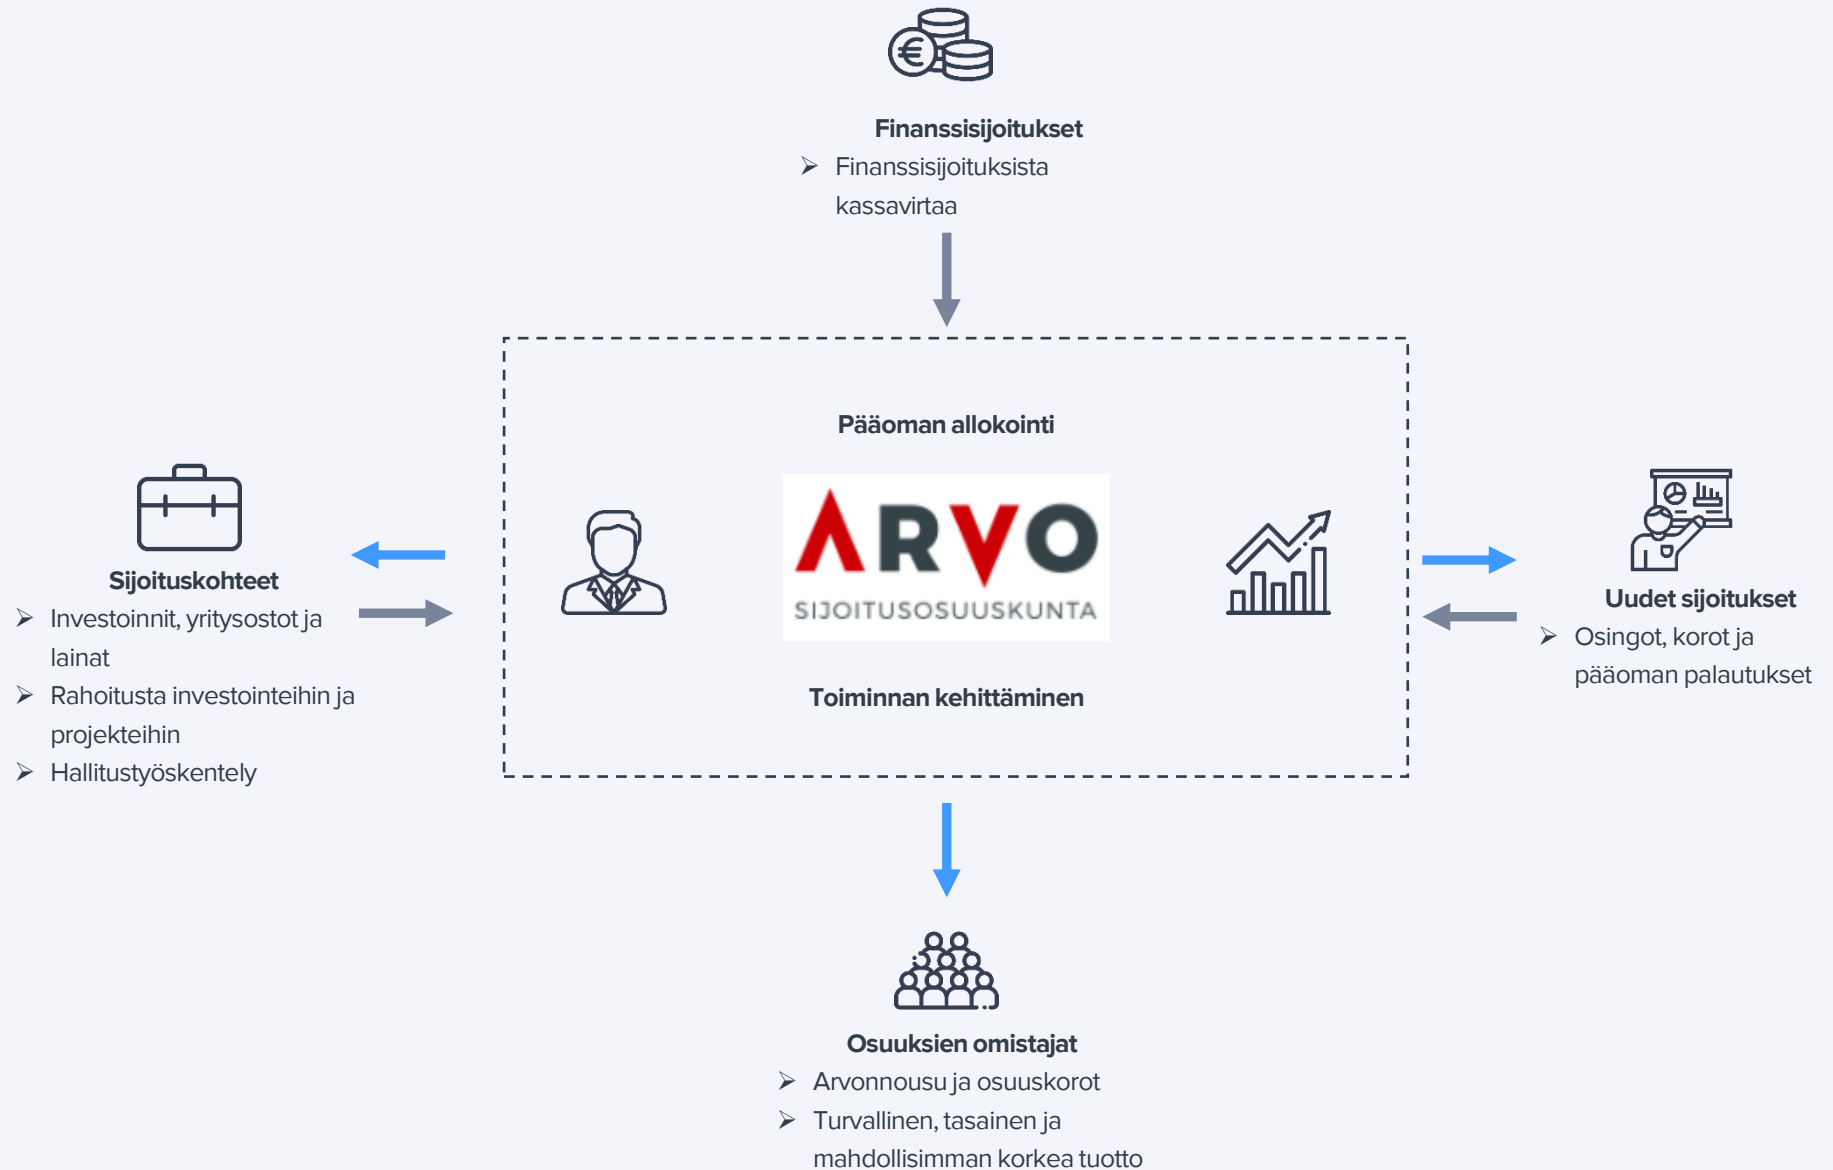 Finanssisijoitukset
➢ Finanssisijoituksista
kassavirtaa
Pääoman allokointi
ARVO
SIJOITUSOSUUSKUNTA
Toiminnan kehittäminen
Sijoituskohteet
➢ Investoinnit, yritysostot ja
lainat
➢ Rahoitusta investointeihin ja
projekteihin
➢ Hallitustyöskentely
Uudet sijoitukset
➢ Osingot, korot ja
pääoman palautukset
Osuuksien omistajat
➢ Arvonnousu ja osuuskorot
➢ Turvallinen, tasainen ja
mahdollisimman korkea tuotto